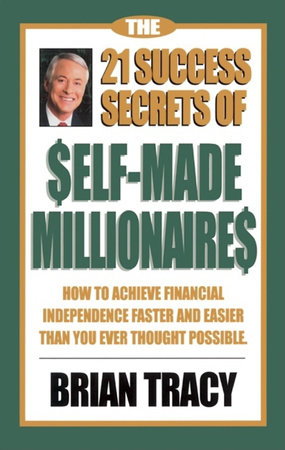 THE
21 SUCCESS
SECRETS OF
$ELF-MADE
MILLIONAIRE$
HOW TO ACHIEVE FINANCIAL
INDEPENDENCE FASTER AND EASIER
THAN YOU EVER THOUGHT POSSIBLE.
BRIAN TRACY